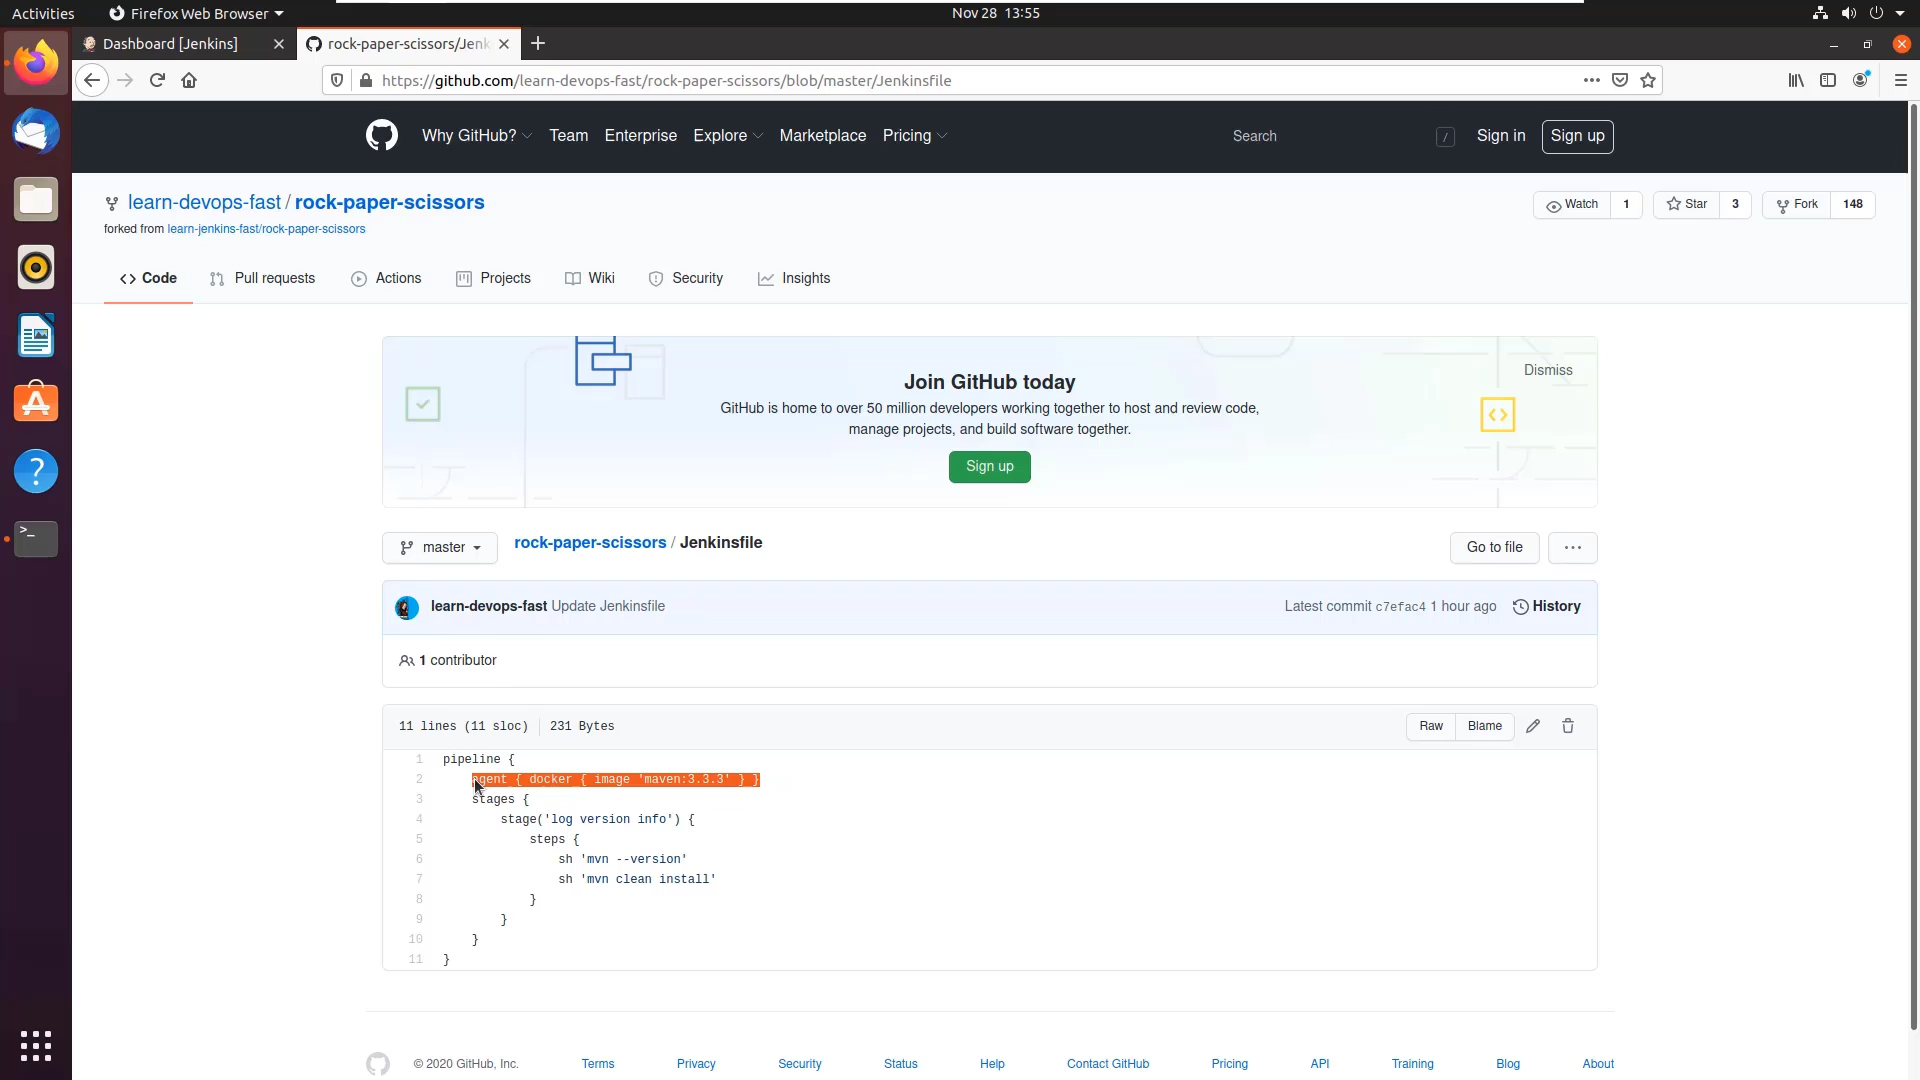 Activities
Firefox Web Browser
Nov 28 13:55
Dashboard [Jenkins]
rock-paper-scissors/Jenk
https://github.com/learn-devops-fast/rock-paper-scissors/blob/master/Jenkinsfile
Why GitHub?
Team
Enterprise
Explore
Marketplace
Pricing
Search
/
Sign in
Sign up
learn-devops-fast / rock-paper-scissors
Watch 1
Star 3
Fork 148
forked from learn-jenkins-fast/rock-paper-scissors
Code
Pull requests
Actions
Projects
Wiki
Security
Insights
Join GitHub today
Dismiss
GitHub is home to over 50 million developers working together to host and review code,
manage projects, and build software together.
Sign up
master
rock-paper-scissors / Jenkinsfile
Go to file
learn-devops-fast Update Jenkinsfile
Latest commit c7efac4 1 hour ago
History
1 contributor
11 lines (11 sloc) 231 Bytes
Raw
Blame
1 pipeline {
2 agent { docker { image 'maven:3.3.3' } }
3 stages {
4 stage('log version info') {
5 steps {
6 sh 'mvn --version'
7 sh 'mvn clean install'
8 }
9 }
10 }
11 }
© 2020 GitHub, Inc.
Terms
Privacy
Security
Status
Help
Contact GitHub
Pricing
API
Training
Blog
About